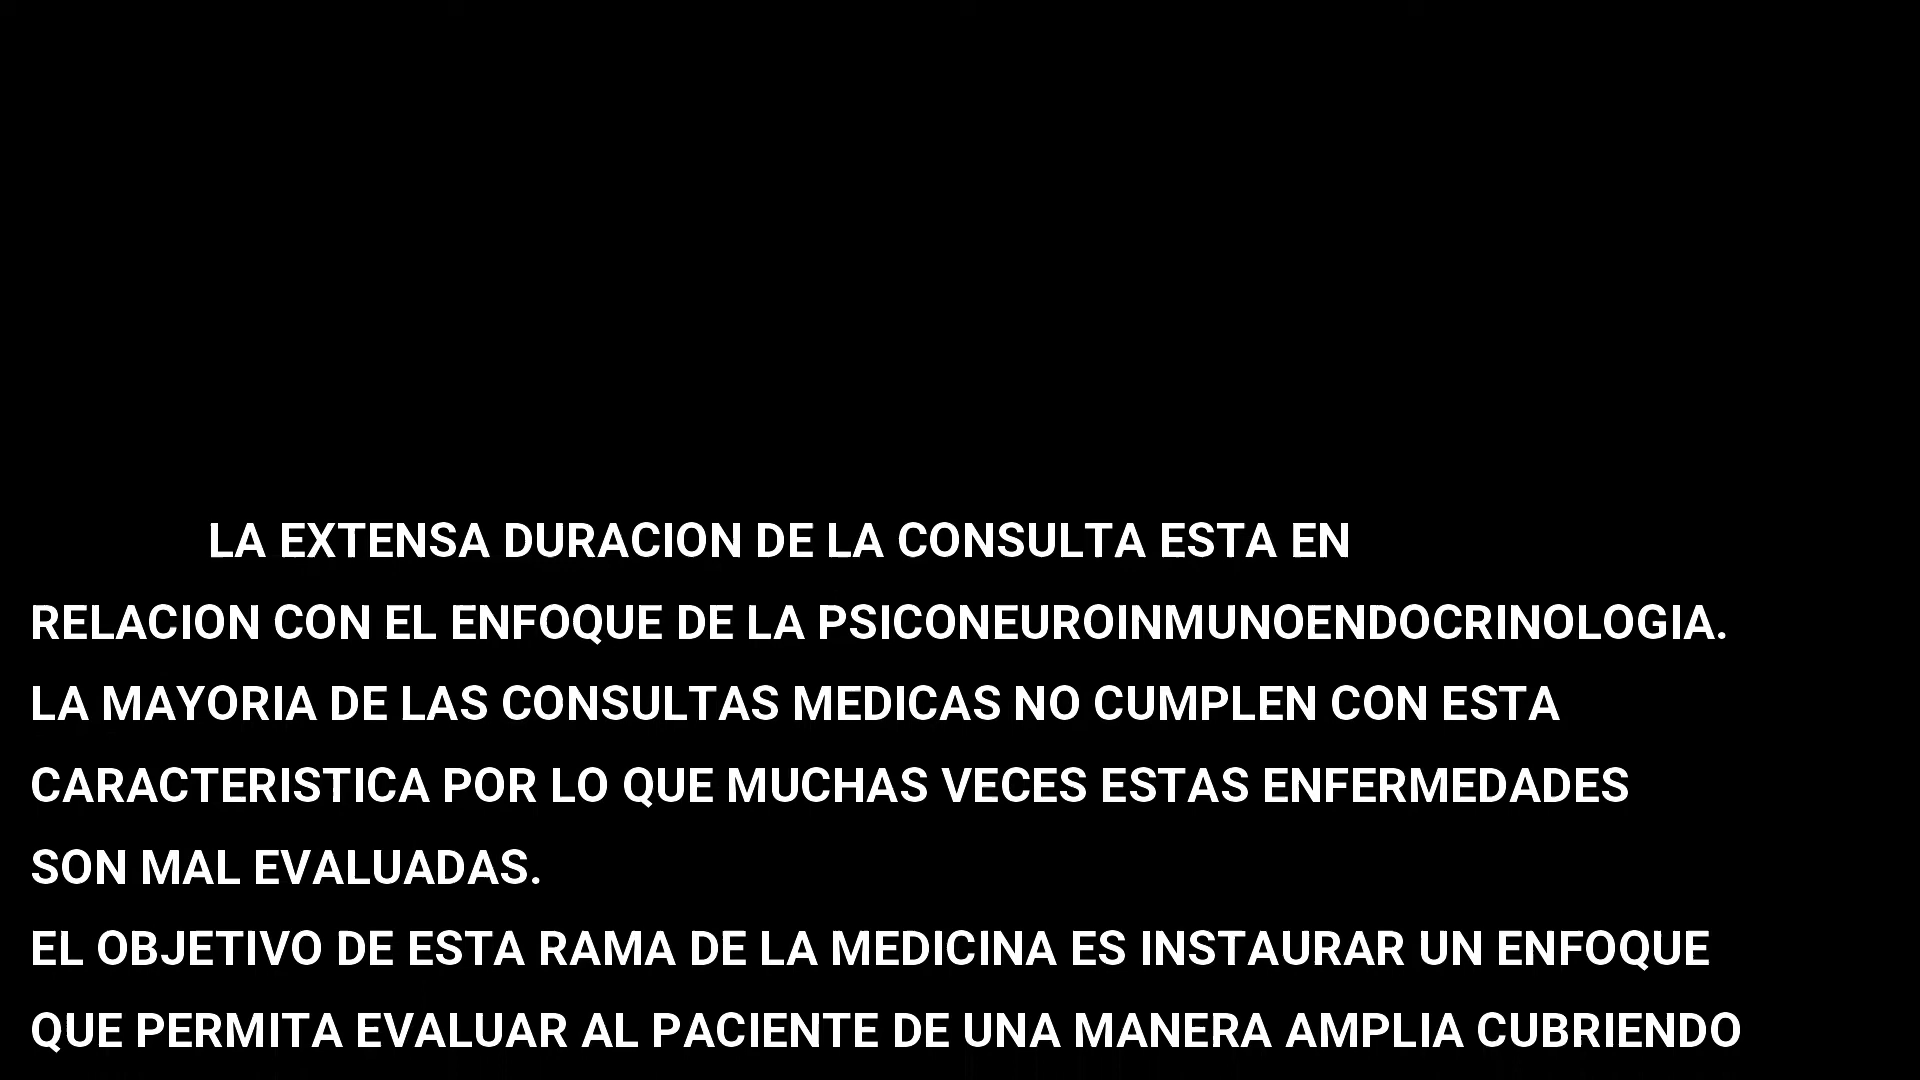 LA EXTENSA DURACION DE LA CONSULTA ESTA EN
RELACION CON EL ENFOQUE DE LA PSICONEUROINMUNOENDOCRINOLOGIA.
LA MAYORIA DE LAS CONSULTAS MEDICAS NO CUMPLEN CON ESTA
CARACTERISTICA POR LO QUE MUCHAS VECES ESTAS ENFERMEDADES
SON MAL EVALUADAS.
EL OBJETIVO DE ESTA RAMA DE LA MEDICINA ES INSTAURAR UN ENFOQUE
QUE PERMITA EVALUAR AL PACIENTE DE UNA MANERA AMPLIA CUBRIENDO